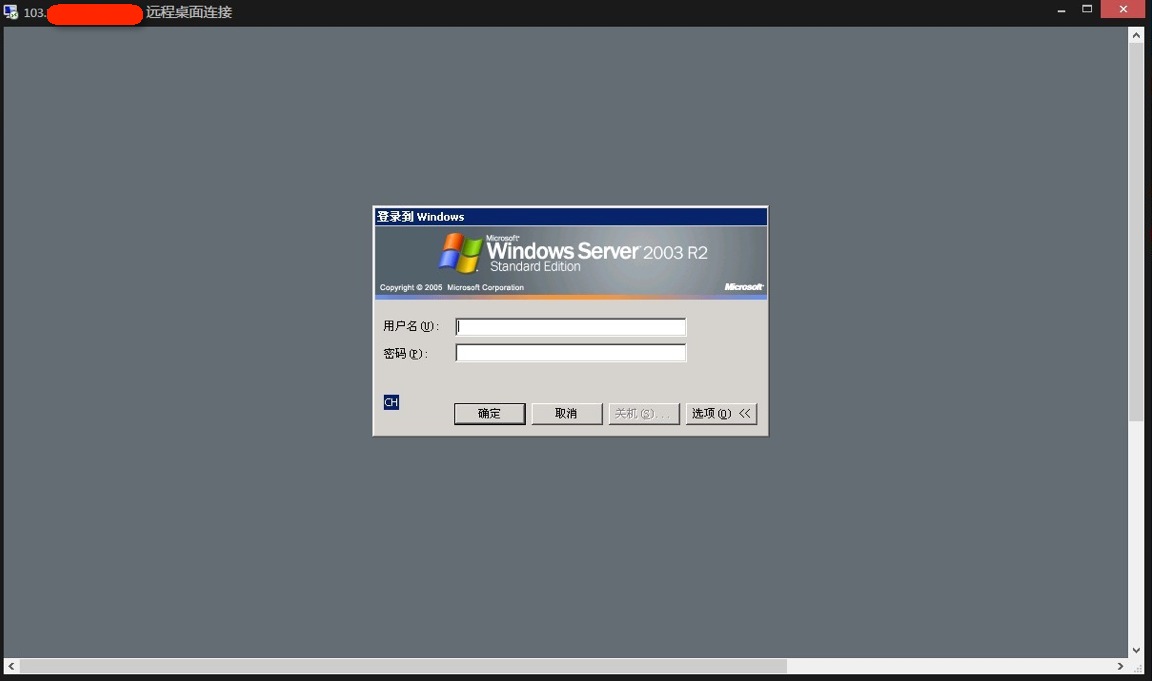 103.
远程桌面连接
登录到 Windows
Microsoft
Windows Server 2003 R2
Standard Edition
Copyright © 2005 Microsoft Corporation
Microsoft
用户名(U):
密码(P):
CH
确定
取消
关机(S)...
选项(O) <<